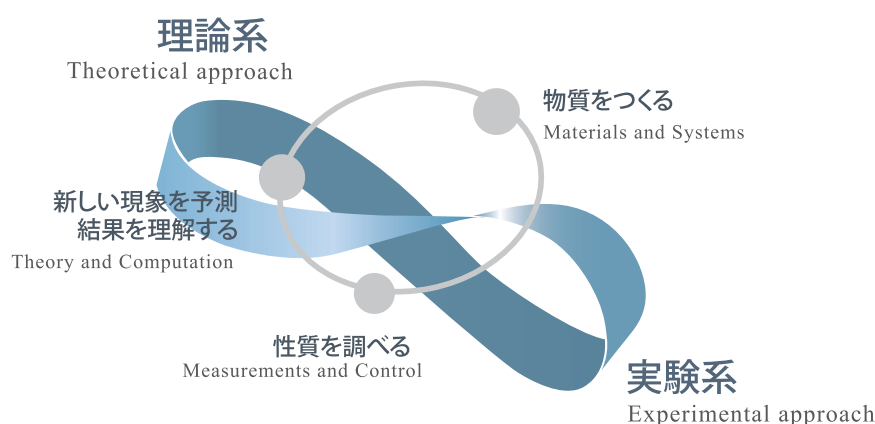 理論系
Theoretical approach
物質をつくる
Materials and Systems
新しい現象を予測
結果を理解する
Theory and Computation
性質を調べる
Measurements and Control
実験系
Experimental approach